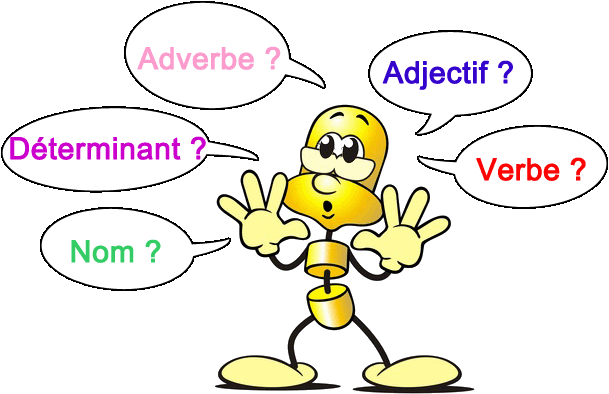 Adverbe ?
Adjectif ?
Déterminant ?
Verbe ?
Nom ?